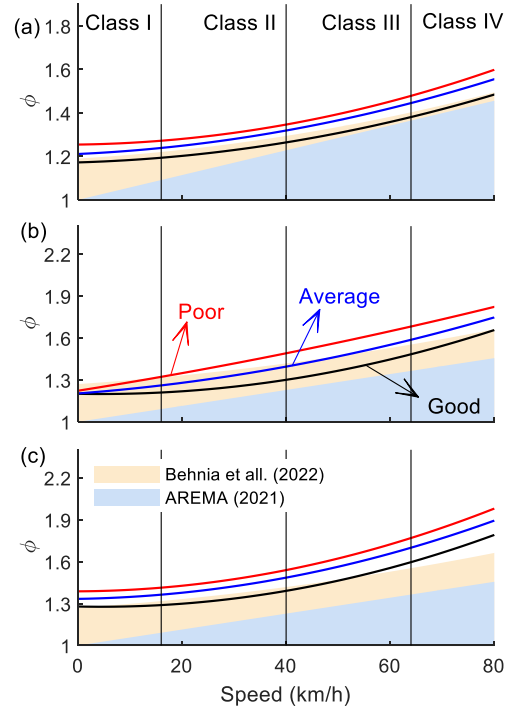 (a)
Class I
Class II
Class III
Class IV
1.8
1.6
1.4
1.2
1
ϕ
(b)
2.2
1.9
1.6
1.3
1
ϕ
Poor
Average
Good
(c)
2.2
1.9
1.6
1.3
1
ϕ
Behnia et all. (2022)
AREMA (2021)
0
20
40
60
80
Speed (km/h)